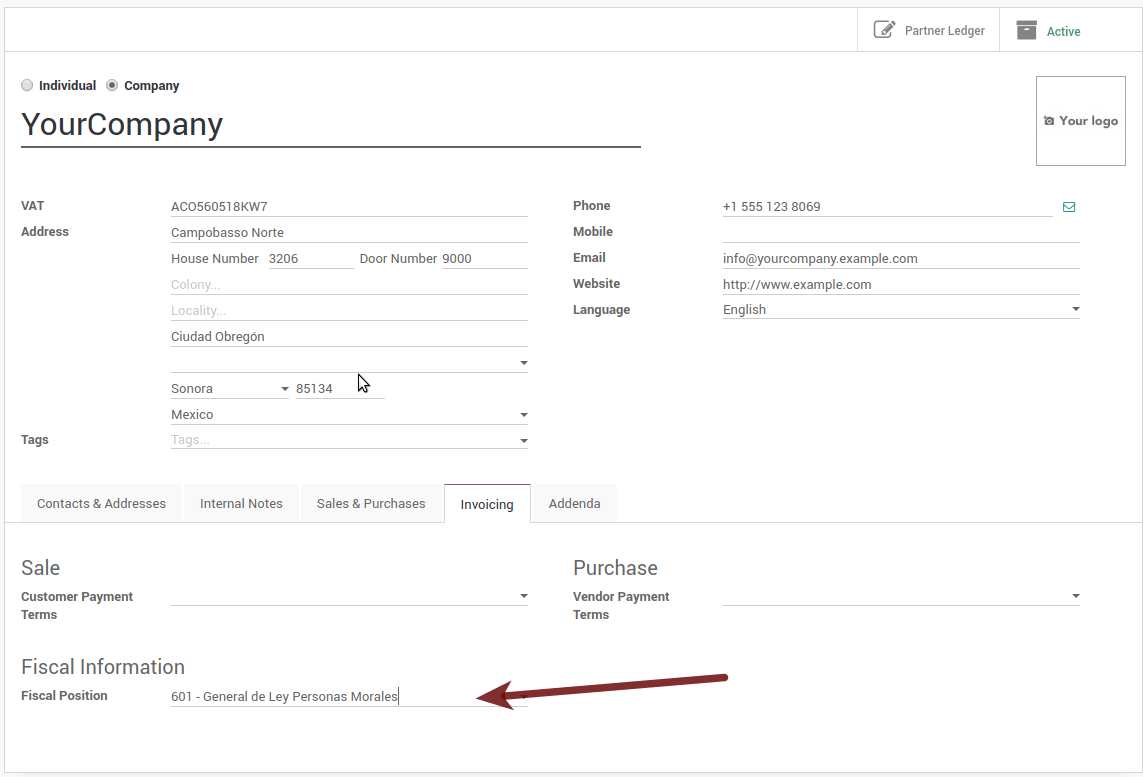 Partner Ledger Active
Individual Company
YourCompany
Your logo
VAT ACO560518KW7
Address Campobasso Norte
House Number 3206 Door Number 9000
Colony...
Locality...
Ciudad Obregón
Sonora 85134
Mexico
Tags Tags...
Phone +1 555 123 8069
Mobile
Email info@yourcompany.example.com
Website http://www.example.com
Language English
Contacts & Addresses Internal Notes Sales & Purchases Invoicing Addenda
Sale
Customer Payment
Terms
Purchase
Vendor Payment
Terms
Fiscal Information
Fiscal Position 601 - General de Ley Personas Morales